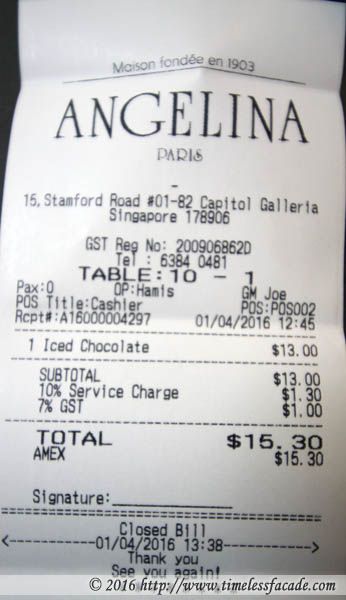 Maison fondée en 1903
ANGELINA
PARIS
-
15, Stamford Road #01-82 Capitol Galleria
Singapore 178906
GST Reg No: 200906862D
Tel : 6384 0481
TABLE:10 - 1
Pax:0 OP:Hamis GM Joe
POS Title:Cashier POS:POS002
Rcpt#:A16000004297 01/04/2016 12:45
1 Iced Chocolate $13.00
SUBTOTAL $13.00
10% Service Charge $1.30
7% GST $1.00
TOTAL $15.30
AMEX $15.30
Signature:
Closed Bill
<----------01/04/2016 13:38---------->
Thank you
See you again!
© 2016 http://www.timelessfacade.com